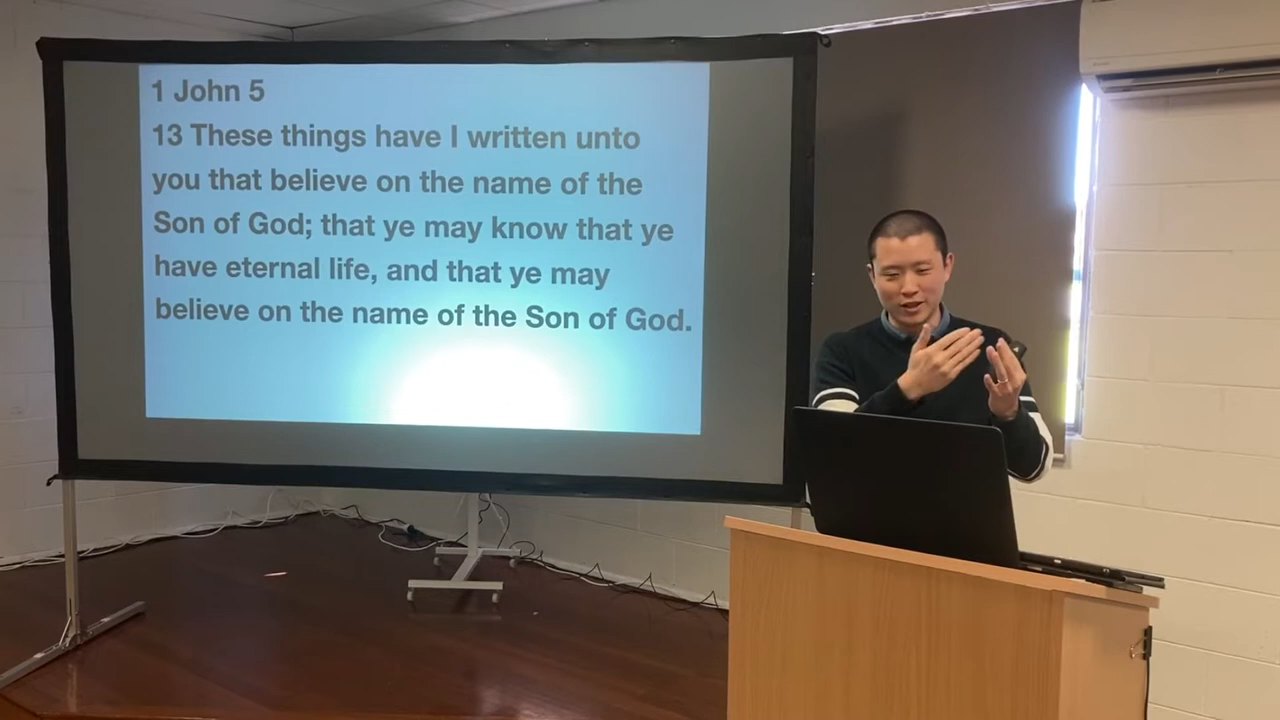 1 John 5
13 These things have I written unto
you that believe on the name of the
Son of God; that ye may know that ye
have eternal life, and that ye may
believe on the name of the Son of God.